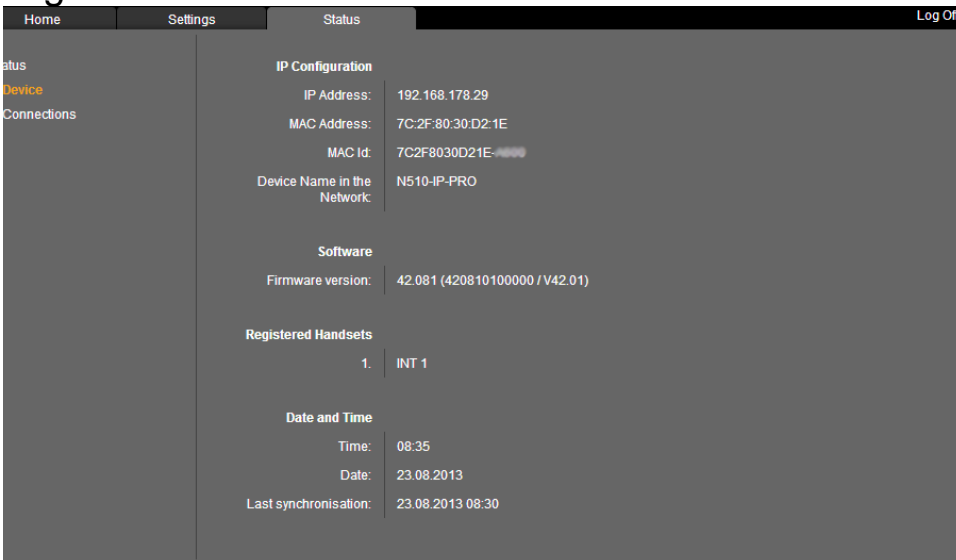 Home Settings Status Log Of
atus
Device
Connections
IP Configuration
IP Address: 192.168.178.29
MAC Address: 7C:2F:80:30:D2:1E
MAC Id: 7C2F8030D21E-
Device Name in the N510-IP-PRO
Network:
Software
Firmware version: 42.081 (420810100000 / V42.01)
Registered Handsets
1. INT 1
Date and Time
Time: 08:35
Date: 23.08.2013
Last synchronisation: 23.08.2013 08:30